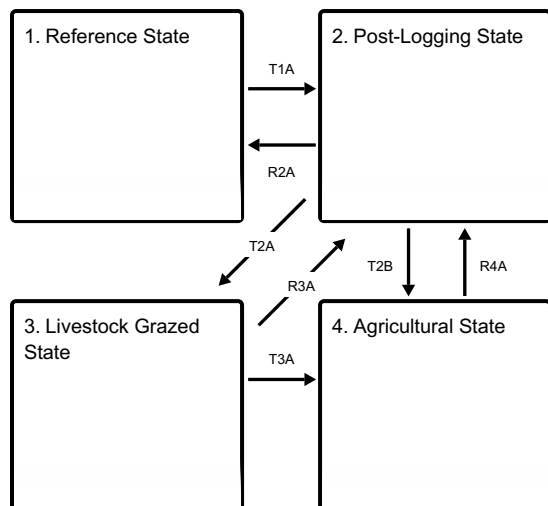 1. Reference State
2. Post-Logging State
T1A
R2A
T2A
R3A
T2B
R4A
3. Livestock Grazed
State
4. Agricultural State
T3A